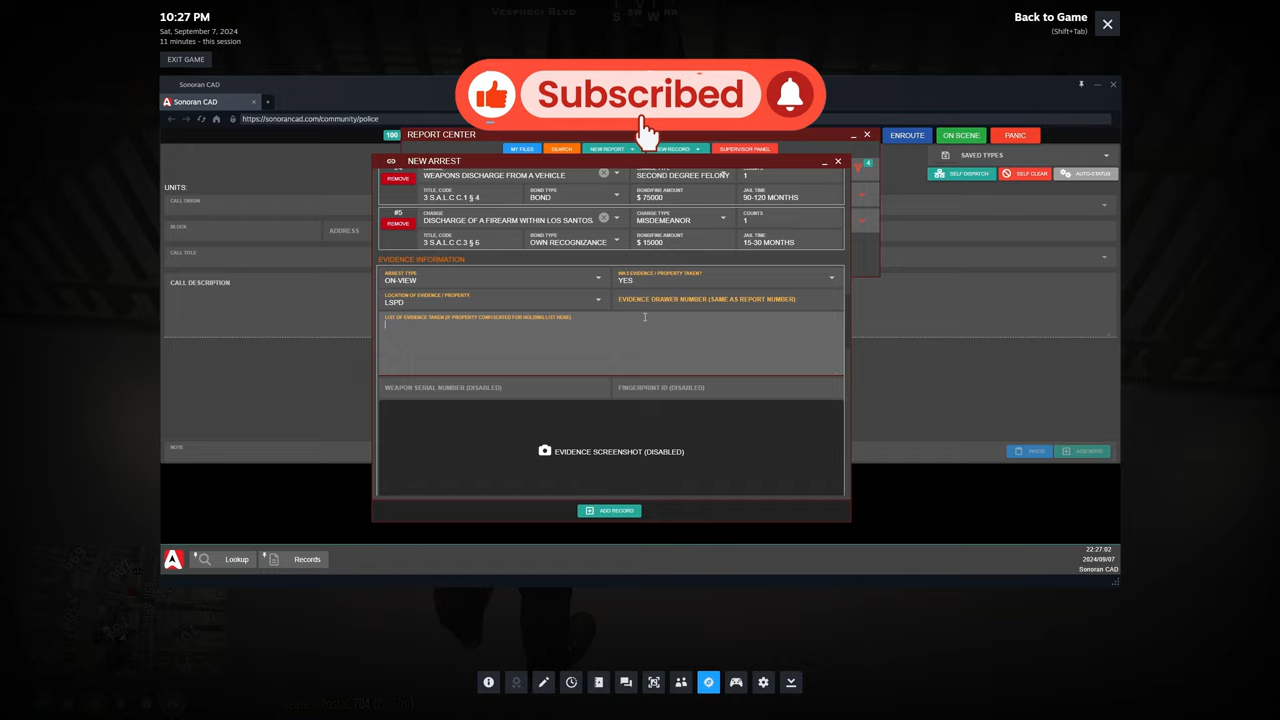 10:27 PM
Sat, September 7, 2024
11 minutes - this session
EXIT GAME
VESPUCCI BLVD
S
W
Back to Game
(Shift+Tab)
Sonoran CAD
Sonoran CAD
https://sonorancad.com/community/police
Subscribed
100 REPORT CENTER
ENROUTE ON SCENE PANIC
MY FILES SEARCH NEW REPORT NEW RECORD SUPERVISOR PANEL
SAVED TYPES
4
SELF DISPATCH SELF CLEAR AUTO-STATUS
NEW ARREST
UNITS:
CALL ORIGIN
BLOCK
ADDRESS
CALL TITLE
CALL DESCRIPTION
NOTE
REMOVE
WEAPONS DISCHARGE FROM A VEHICLE
SECOND DEGREE FELONY
1
TITLE, CODE
3 S.A.L.C C.1 § 4
BOND TYPE
BOND
BOND/FINE AMOUNT
$ 75000
JAIL TIME
90-120 MONTHS
#5
REMOVE
CHARGE
DISCHARGE OF A FIREARM WITHIN LOS SANTOS
CHARGE TYPE
MISDEMEANOR
COUNTS
1
TITLE, CODE
3 S.A.L.C C.3 § 6
BOND TYPE
OWN RECOGNIZANCE
BOND/FINE AMOUNT
$ 15000
JAIL TIME
15-30 MONTHS
EVIDENCE INFORMATION
ARREST TYPE
ON-VIEW
WAS EVIDENCE / PROPERTY TAKEN?
YES
LOCATION OF EVIDENCE / PROPERTY
LSPD
EVIDENCE DRAWER NUMBER (SAME AS REPORT NUMBER)
LIST OF EVIDENCE TAKEN (IF PROPERTY CONFISCATED FOR HOLDING LIST HERE)
WEAPON SERIAL NUMBER (DISABLED)
FINGERPRINT ID (DISABLED)
EVIDENCE SCREENSHOT (DISABLED)
ADD RECORD
PASTE
ADD NOTE
Lookup
Records
22:27:02
2024/09/07
Sonoran CAD